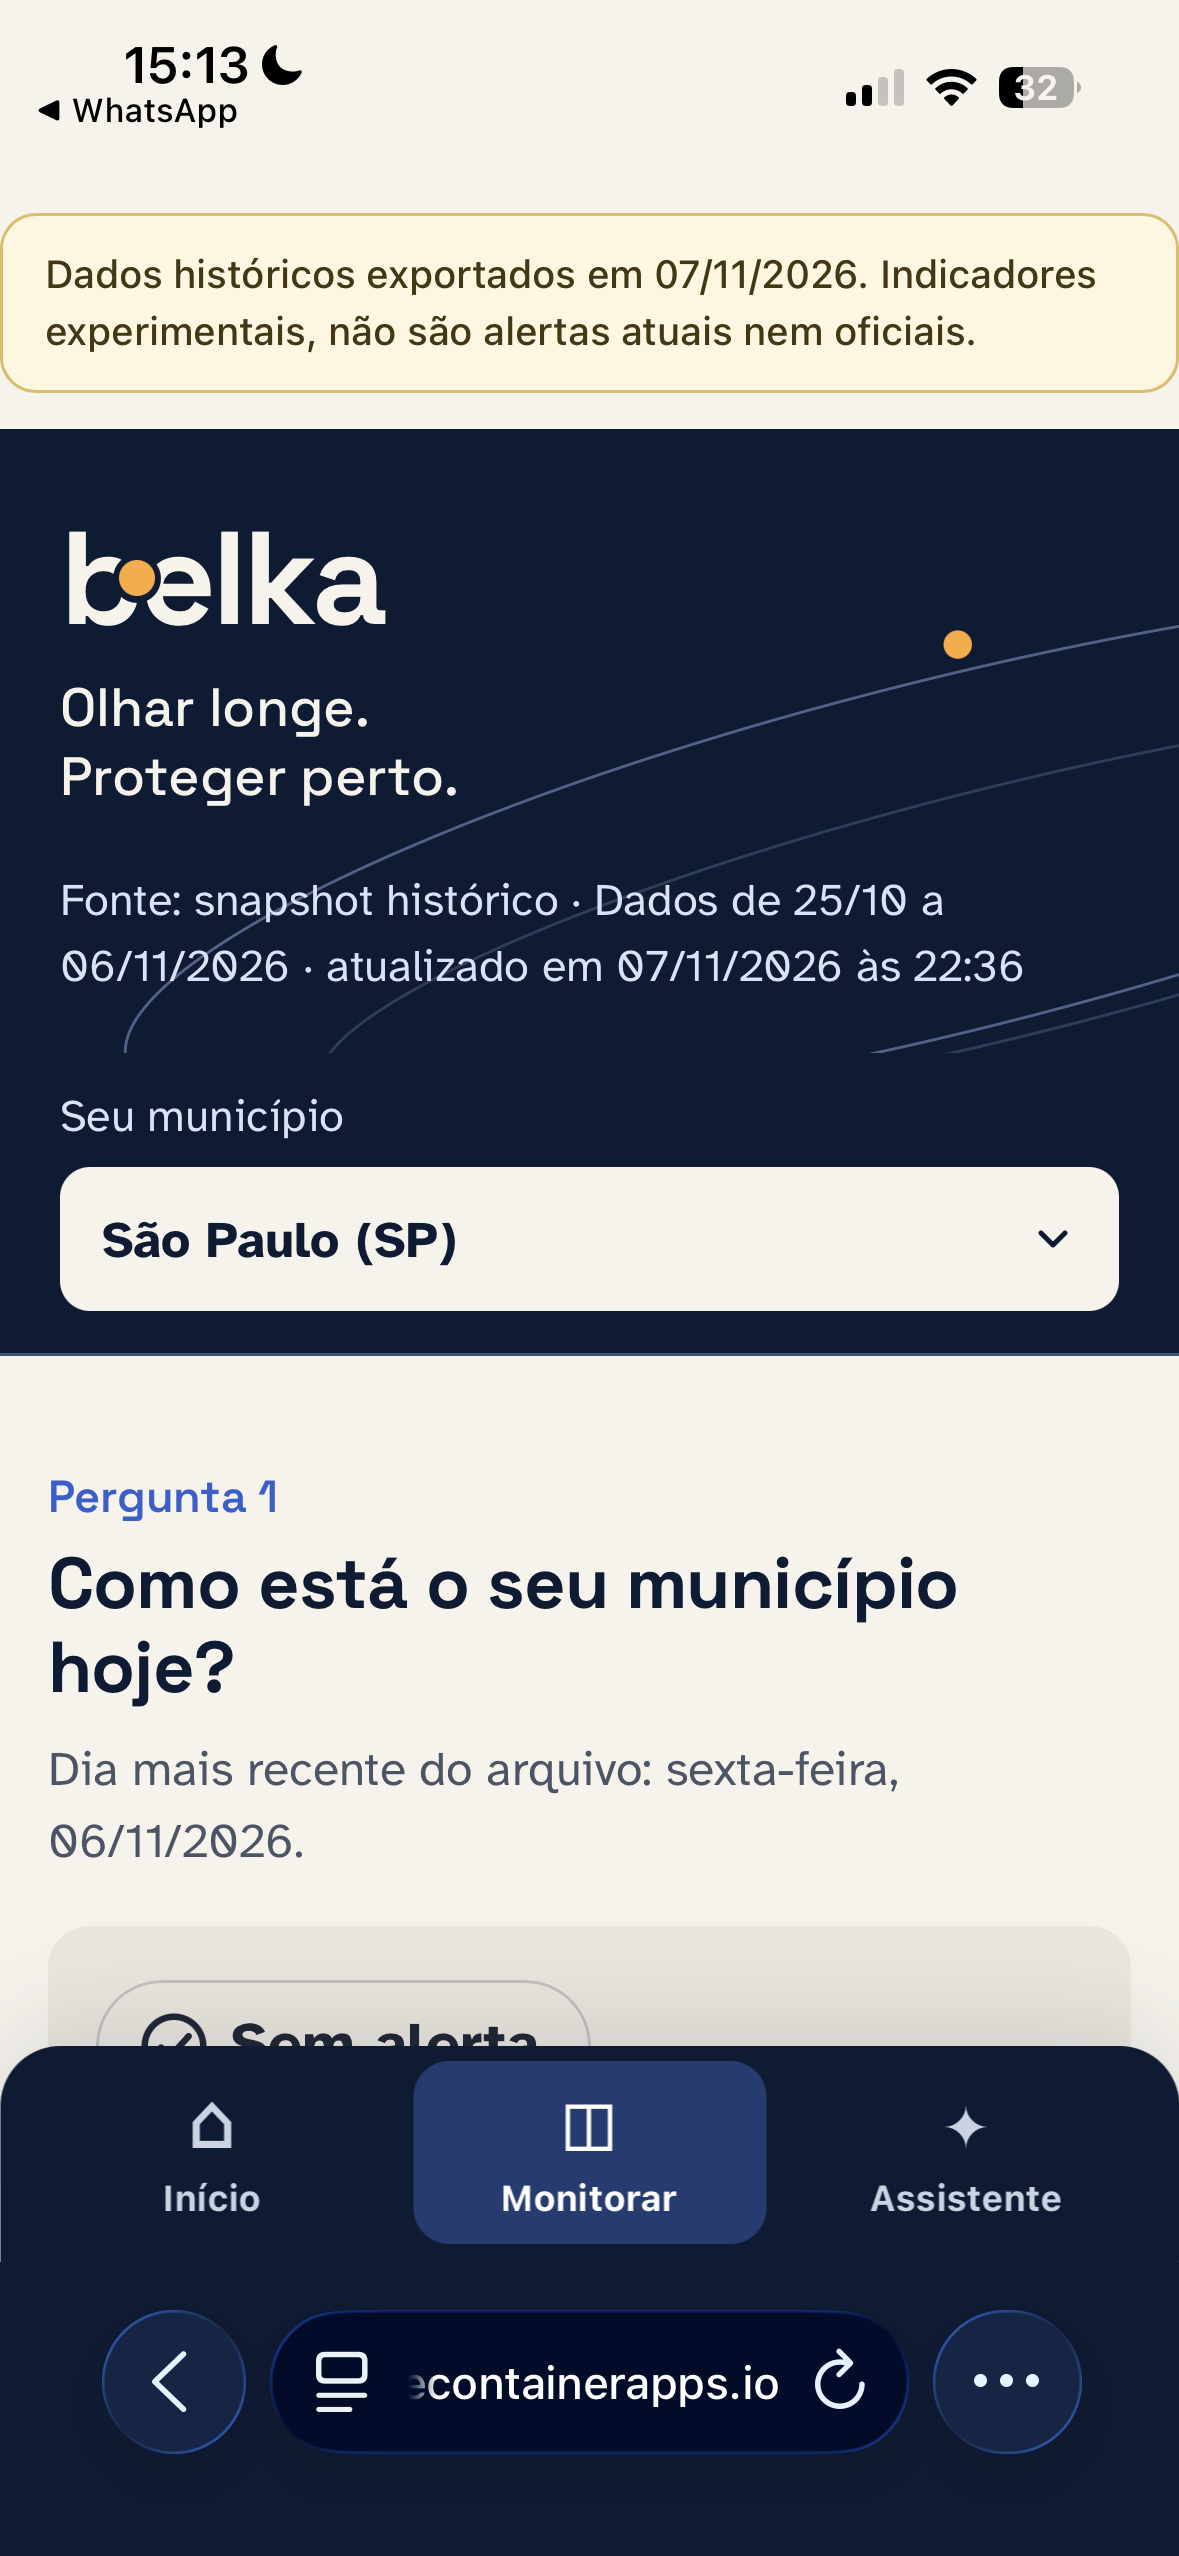 15:13
WhatsApp
32
Dados históricos exportados em 07/11/2026. Indicadores
experimentais, não são alertas atuais nem oficiais.
belka
Olhar longe.
Proteger perto.
Fonte: snapshot histórico · Dados de 25/10 a
06/11/2026 · atualizado em 07/11/2026 às 22:36
Seu município
São Paulo (SP)
Pergunta 1
Como está o seu município
hoje?
Dia mais recente do arquivo: sexta-feira,
06/11/2026.
Sem alerta
Início
Monitorar
Assistente
econtainerapps.io